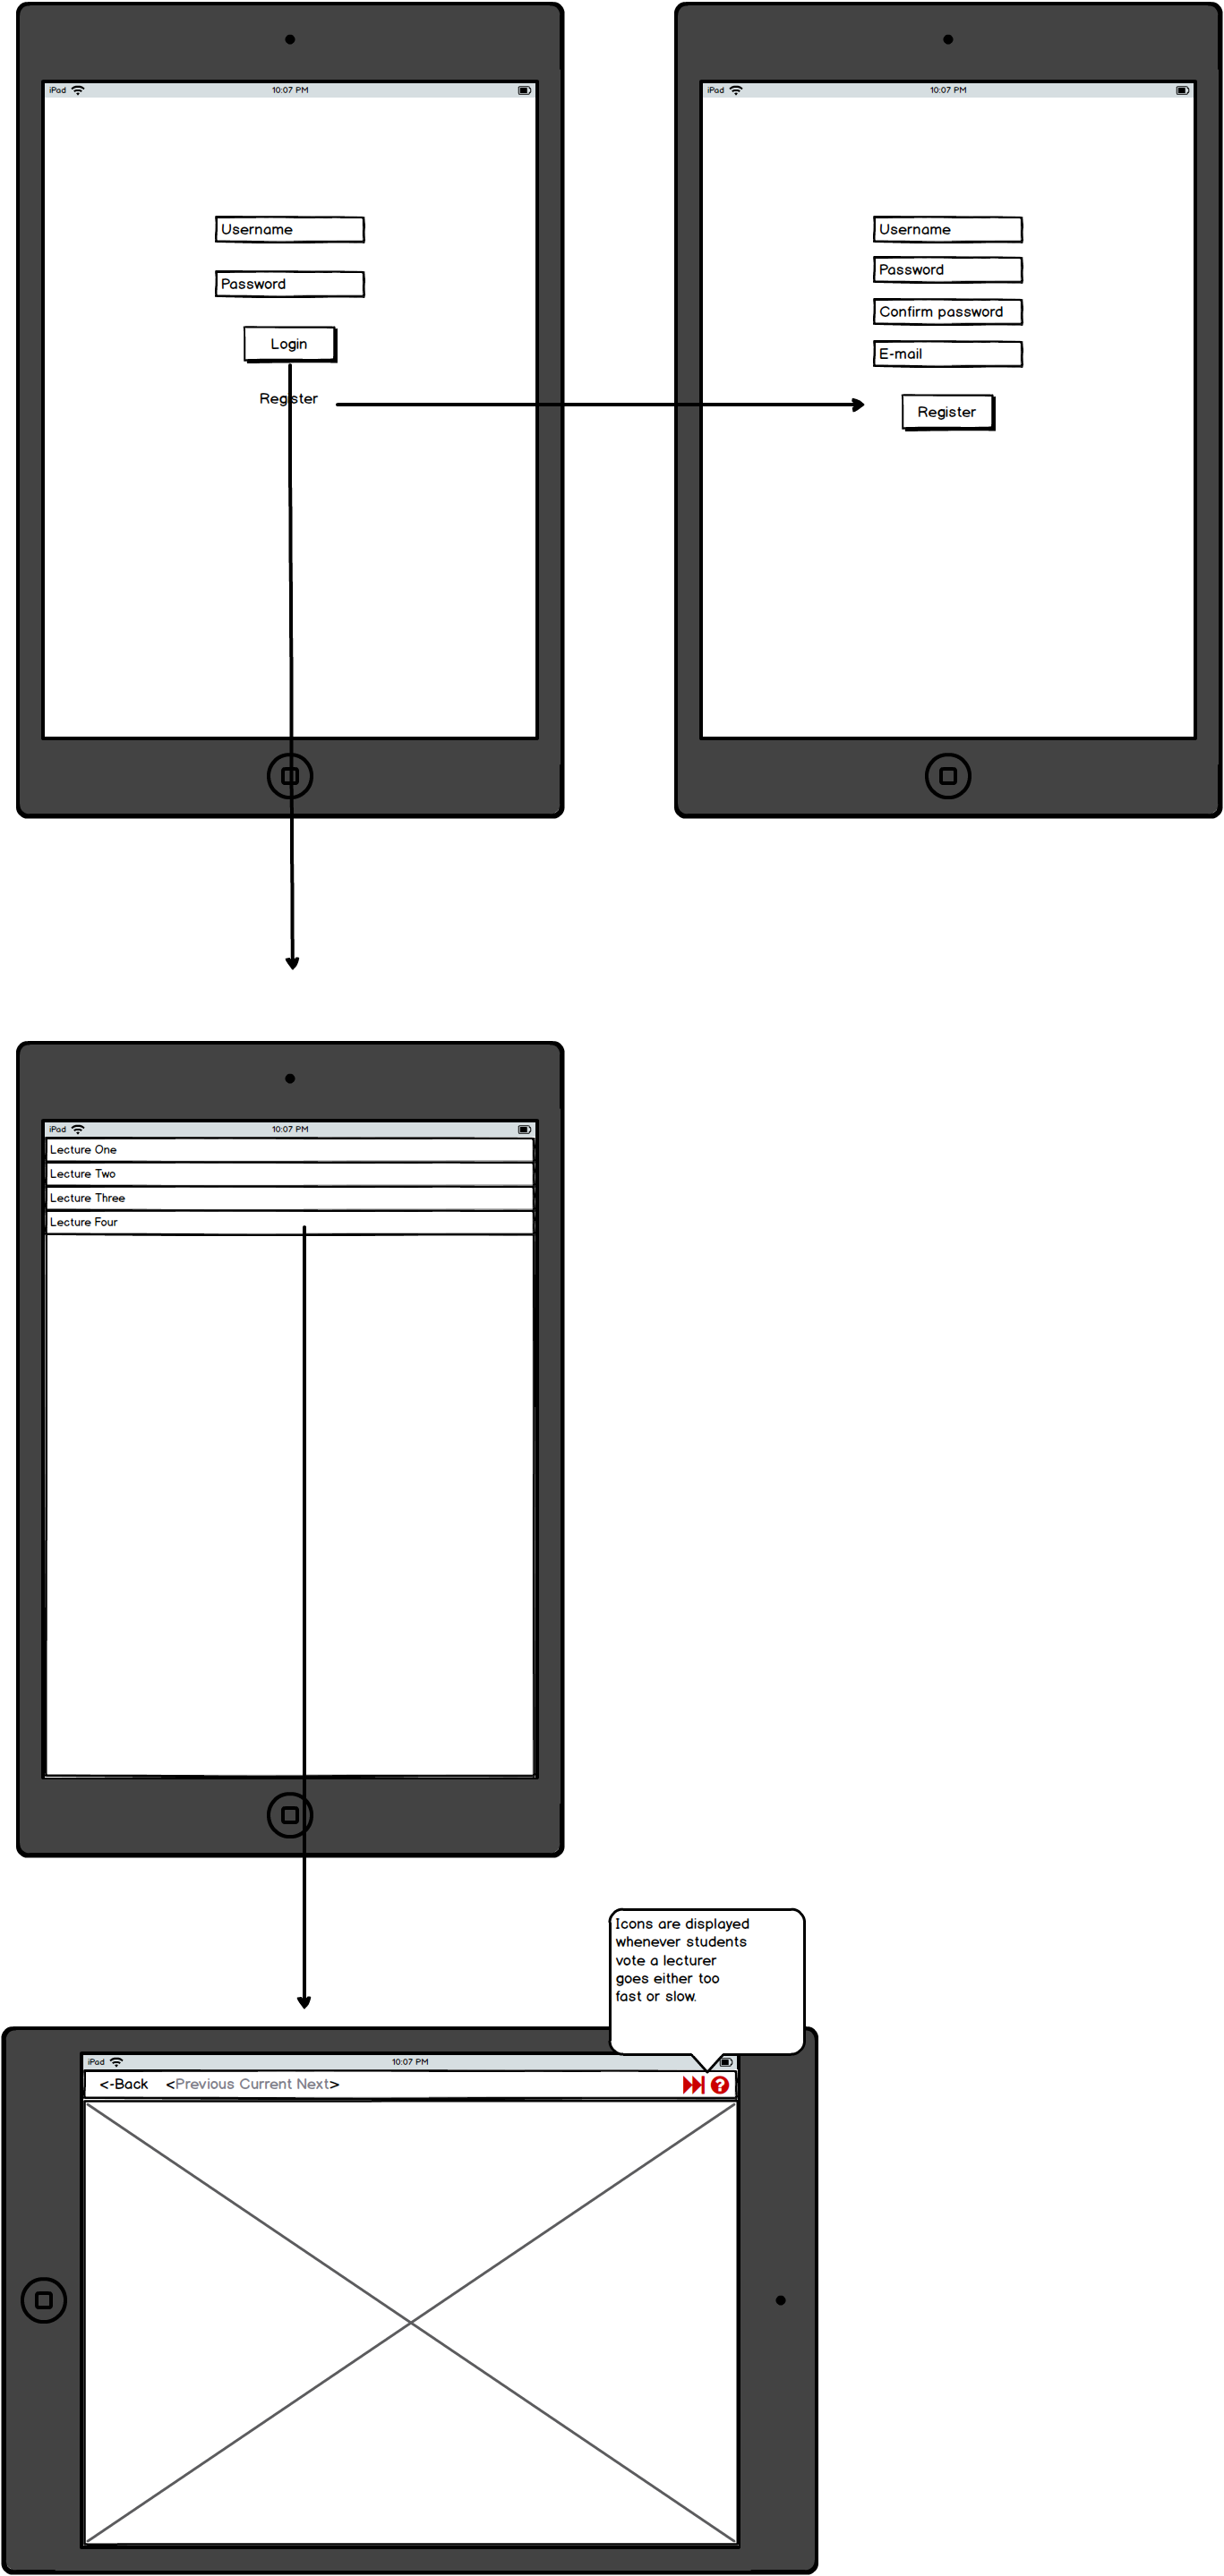 iPad 10:07 PM
Username
Password
Login
Register
iPad 10:07 PM
Username
Password
Confirm password
E-mail
Register
iPad 10:07 PM
Lecture One
Lecture Two
Lecture Three
Lecture Four
Icons are displayed
whenever students
vote a lecturer
goes either too
fast or slow.
iPad 10:07 PM
<-Back <Previous Current Next>